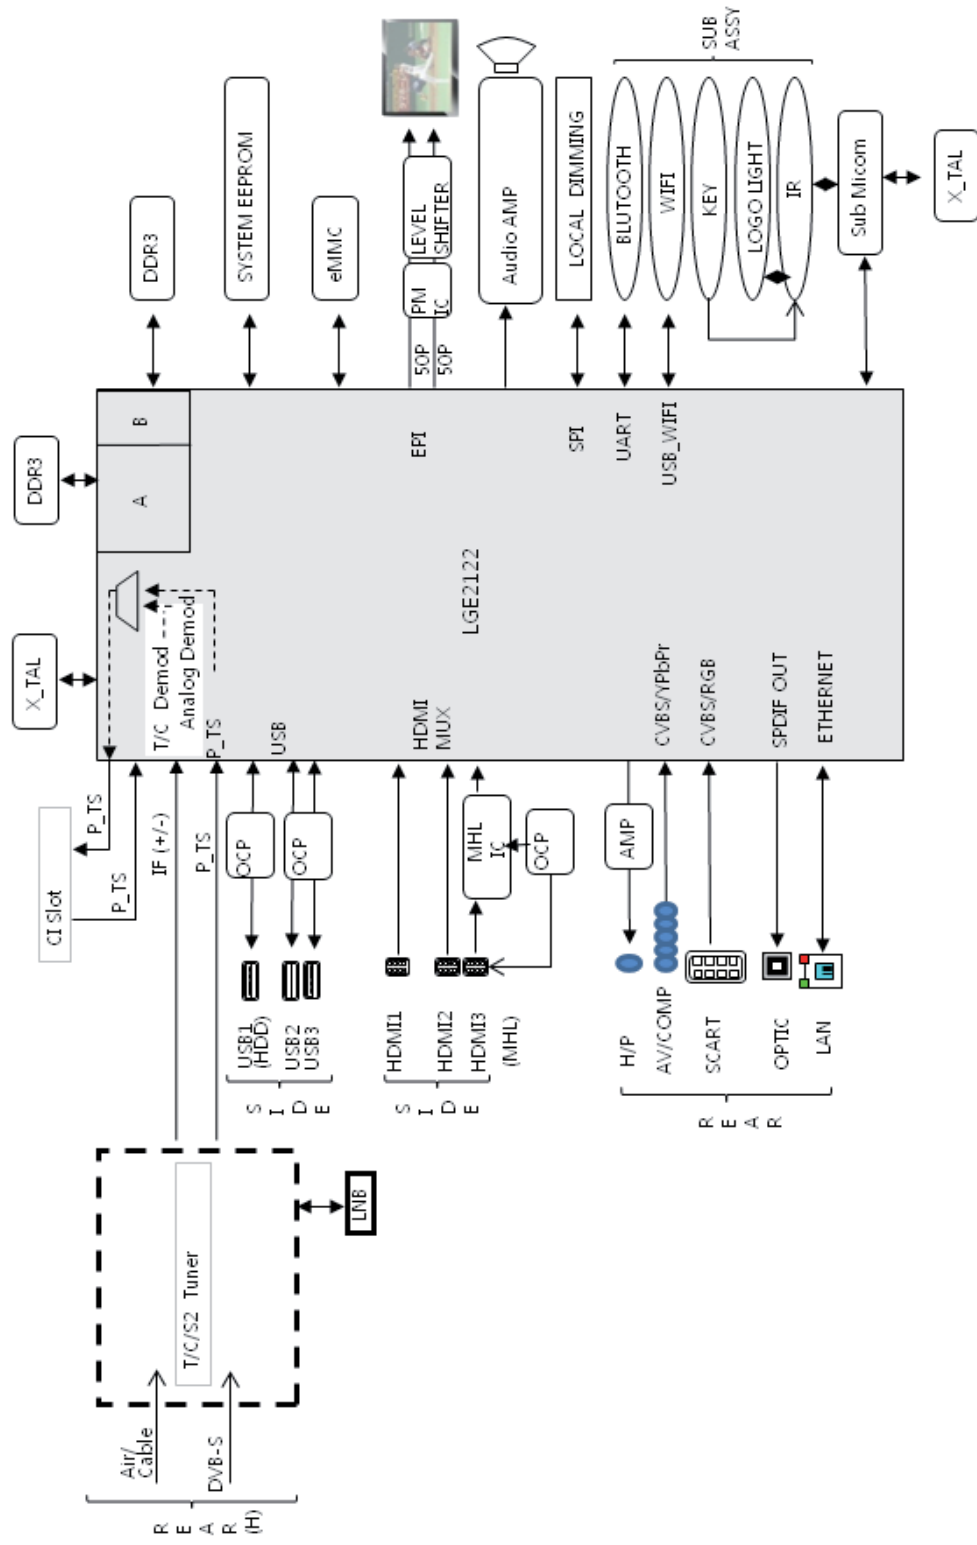 REAR
(H)
Air/
Cable
DVB-S
T/C/S2 Tuner
LNB
CI Slot
P_TS
P_TS
IF (+/-)
P_TS
X_TAL
DDR3
T/C Demod
Analog Demod
P_TS
A
B
DDR3
SYSTEM EEPROM
eMMC
SIDE
USB1
(HDD)
USB2
USB3
OCP
OCP
USB
LGE2122
EPI
50P
50P
PM
IC
LEVEL
SHIFTER
Audio AMP
SIDE
HDMI1
HDMI2
HDMI3
(MHL)
MHL
IC
OCP
HDMI
MUX
SPI
LOCAL DIMMING
UART
BLUTOOTH
USB_WIFI
WIFI
KEY
LOGO LIGHT
IR
SUB
ASSY
Sub Micom
X_TAL
REAR
H/P
AV/COMP
SCART
OPTIC
LAN
AMP
CVBS/YPbPr
CVBS/RGB
SPDIF OUT
ETHERNET